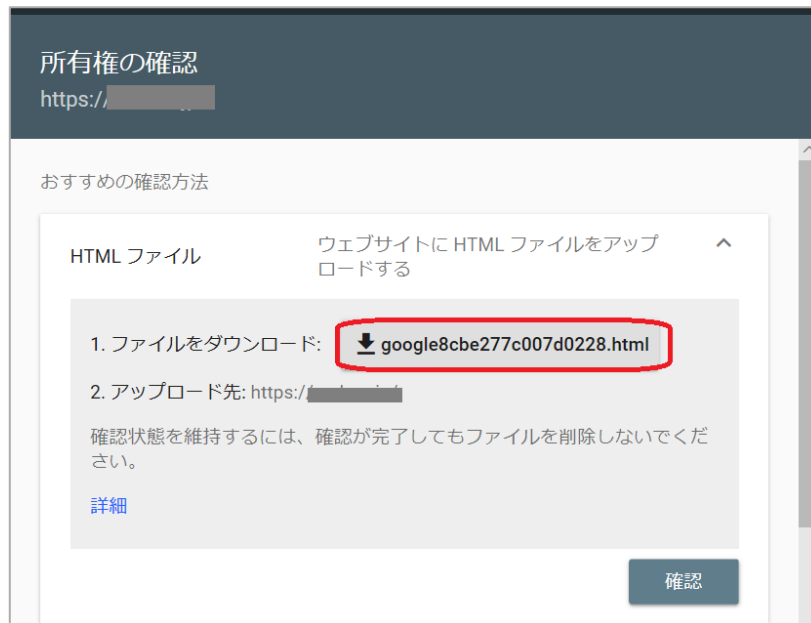 所有権の確認
https://
おすすめの確認方法
HTML ファイル
ウェブサイトに HTML ファイルをアップ
ロードする
1. ファイルをダウンロード: google8cbe277c007d0228.html
2. アップロード先: https://
確認状態を維持するには、確認が完了してもファイルを削除しないでくだ
さい。
詳細
確認